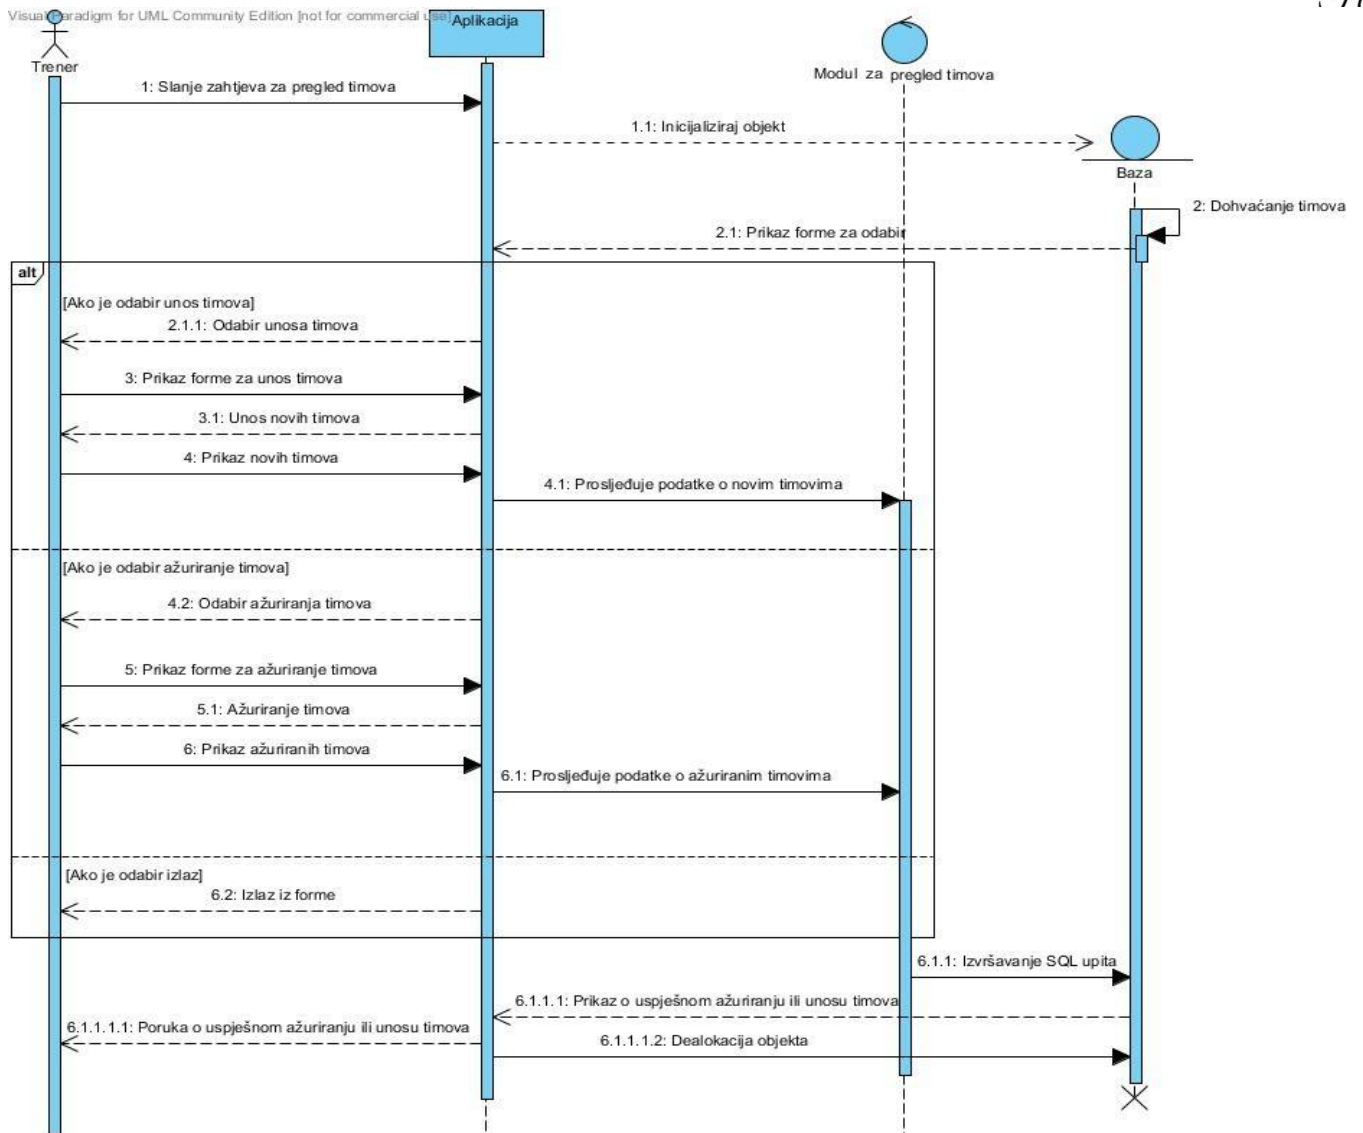 Visual Paradigm for UML Community Edition [not for commercial use]
Aplikacija
Trener
Modul za pregled timova
1: Slanje zahtjeva za pregled timova
1.1: Inicijaliziraj objekt
Baza
2: Dohvaćanje timova
2.1: Prikaz forme za odabir
alt
[Ako je odabir unos timova]
2.1.1: Odabir unosa timova
3: Prikaz forme za unos timova
3.1: Unos novih timova
4: Prikaz novih timova
4.1: Prosljeđuje podatke o novim timovima
[Ako je odabir ažuriranje timova]
4.2: Odabir ažuriranja timova
5: Prikaz forme za ažuriranje timova
5.1: Ažuriranje timova
6: Prikaz ažuriranih timova
6.1: Prosljeđuje podatke o ažuriranim timovima
[Ako je odabir izlaz]
6.2: Izlaz iz forme
6.1.1: Izvršavanje SQL upita
6.1.1.1: Prikaz o uspješnom ažuriranju ili unosu timova
6.1.1.1.1: Poruka o uspješnom ažuriranju ili unosu timova
6.1.1.1.2: Dealokacija objekta